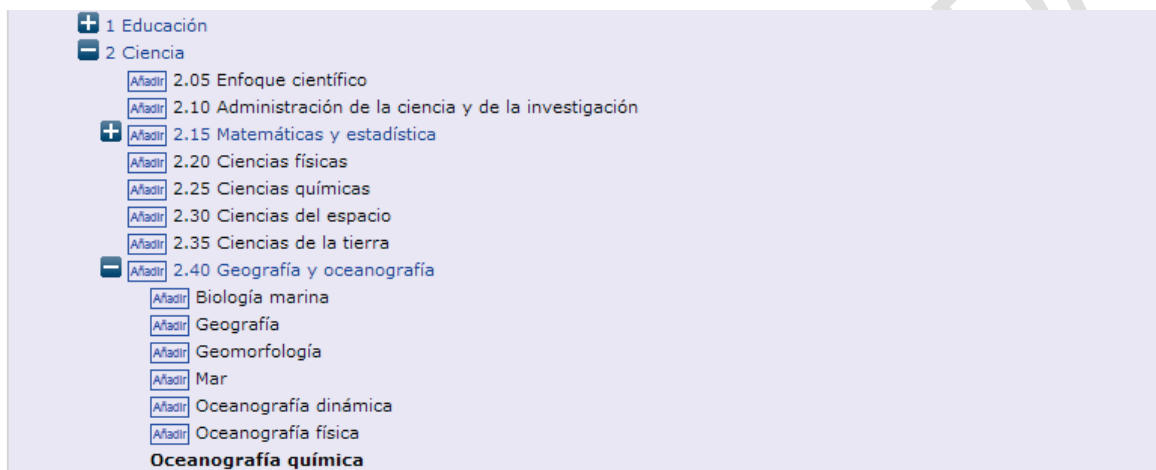 1 Educación
2 Ciencia
Añadir 2.05 Enfoque científico
Añadir 2.10 Administración de la ciencia y de la investigación
Añadir 2.15 Matemáticas y estadística
Añadir 2.20 Ciencias físicas
Añadir 2.25 Ciencias químicas
Añadir 2.30 Ciencias del espacio
Añadir 2.35 Ciencias de la tierra
Añadir 2.40 Geografía y oceanografía
Añadir Biología marina
Añadir Geografía
Añadir Geomorfología
Añadir Mar
Añadir Oceanografía dinámica
Añadir Oceanografía física
Oceanografía química